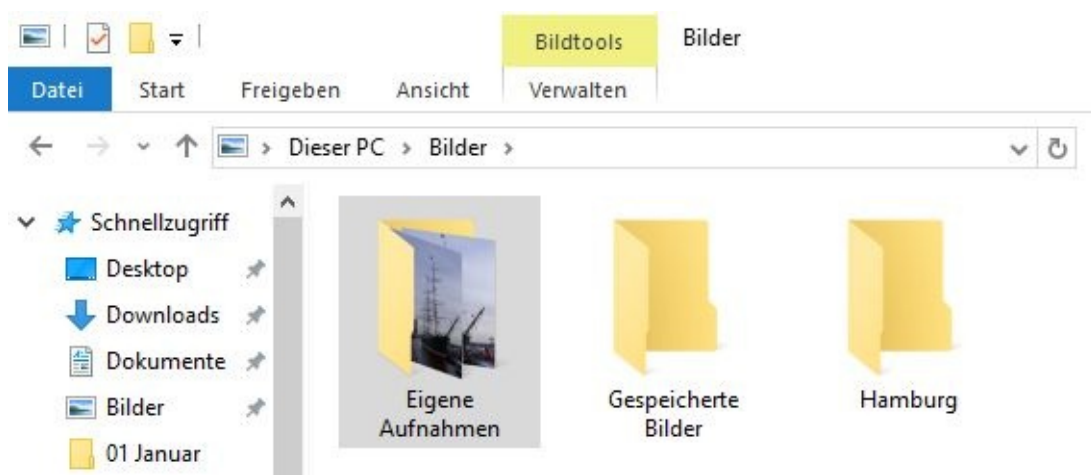 Bildtools Bilder
Datei Start Freigeben Ansicht Verwalten
Dieser PC Bilder
Schnellzugriff
Desktop
Downloads
Dokumente
Bilder
01 Januar
Eigene
Aufnahmen
Gespeicherte
Bilder
Hamburg